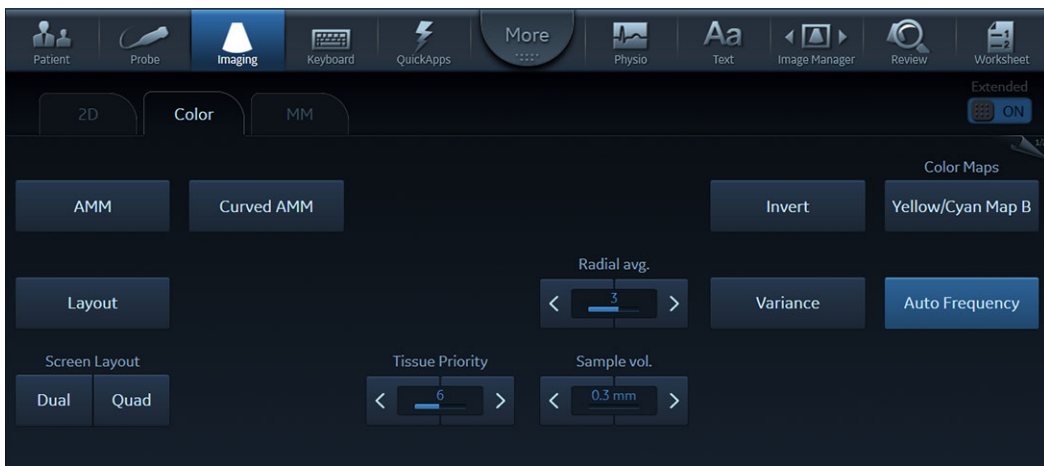 Patient
Probe
Imaging
Keyboard
QuickApps
More
Physio
Aa
Text
Image Manager
Review
1
2
Worksheet
2D
Color
MM
Extended
ON
Color Maps
AMM
Curved AMM
Invert
Yellow/Cyan Map B
Radial avg.
Layout
3
Variance
Auto Frequency
Screen Layout
Tissue Priority
Sample vol.
Dual
Quad
6
0.3 mm